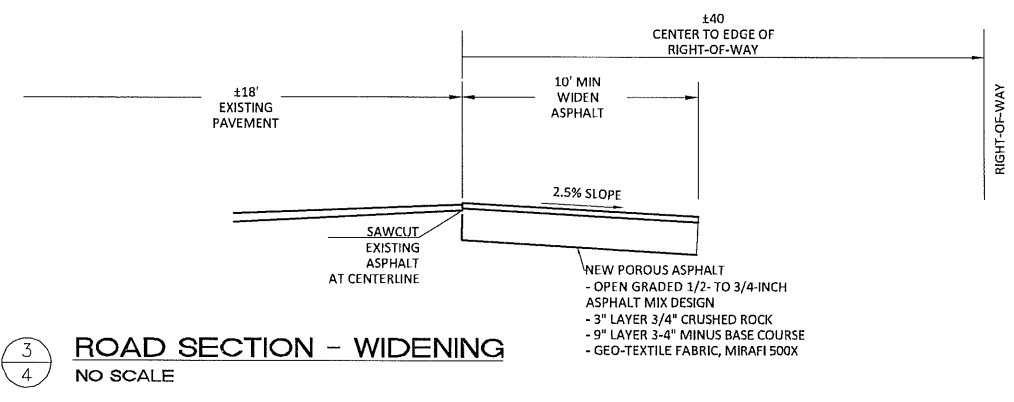 ±40
CENTER TO EDGE OF
RIGHT-OF-WAY
±18'
EXISTING
PAVEMENT
10' MIN
WIDEN
ASPHALT
RIGHT-OF-WAY
2.5% SLOPE
SAWCUT
EXISTING
ASPHALT
AT CENTERLINE
NEW POROUS ASPHALT
- OPEN GRADED 1/2- TO 3/4-INCH
ASPHALT MIX DESIGN
- 3" LAYER 3/4" CRUSHED ROCK
- 9" LAYER 3-4" MINUS BASE COURSE
- GEO-TEXTILE FABRIC, MIRAFI 500X
3
4
ROAD SECTION - WIDENING
NO SCALE